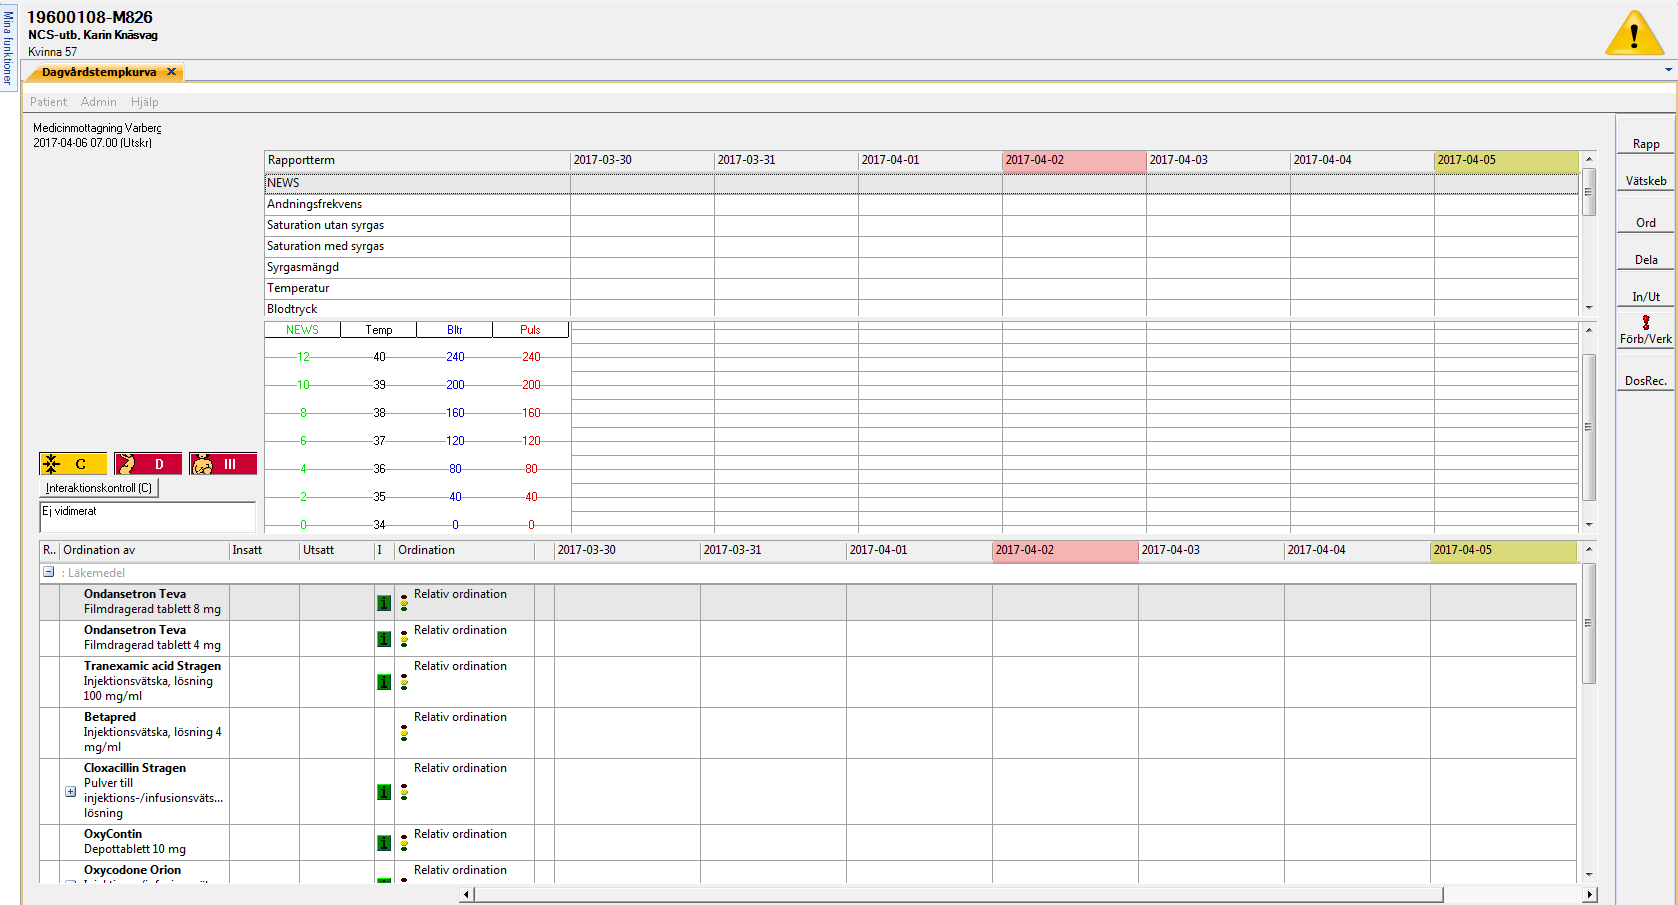 Mina funktioner
19600108-M826
NCS-utb, Karin Knäsvag
Kvinna 57
Dagvårdstempkurva
Patient Admin Hjälp
Medicinmottagning Varberg
2017-04-06 07.00 (Utskr)
Rapportterm 2017-03-30 2017-03-31 2017-04-01 2017-04-02 2017-04-03 2017-04-04 2017-04-05
NEWS
Andningsfrekvens
Saturation utan syrgas
Saturation med syrgas
Syrgasmängd
Temperatur
Blodtryck
NEWS Temp Bltr Puls
12 40 240 240
10 39 200 200
8 38 160 160
6 37 120 120
4 36 80 80
2 35 40 40
0 34 0 0
C D III
Interaktionskontroll (C)
Ej vidimerat
R.. Ordination av Insatt Utsatt I Ordination 2017-03-30 2017-03-31 2017-04-01 2017-04-02 2017-04-03 2017-04-04 2017-04-05
: Läkemedel
Ondansetron Teva Relativ ordination
Filmdragerad tablett 8 mg
Ondansetron Teva Relativ ordination
Filmdragerad tablett 4 mg
Tranexamic acid Stragen Relativ ordination
Injektionsvätska, lösning
100 mg/ml
Betapred Relativ ordination
Injektionsvätska, lösning 4
mg/ml
Cloxacillin Stragen Relativ ordination
Pulver till
injektions-/infusionsväts...
lösning
OxyContin Relativ ordination
Depottablett 10 mg
Oxycodone Orion Relativ ordination
Rapp
Vätskeb
Ord
Dela
In/Ut
Förb/Verk
DosRec.